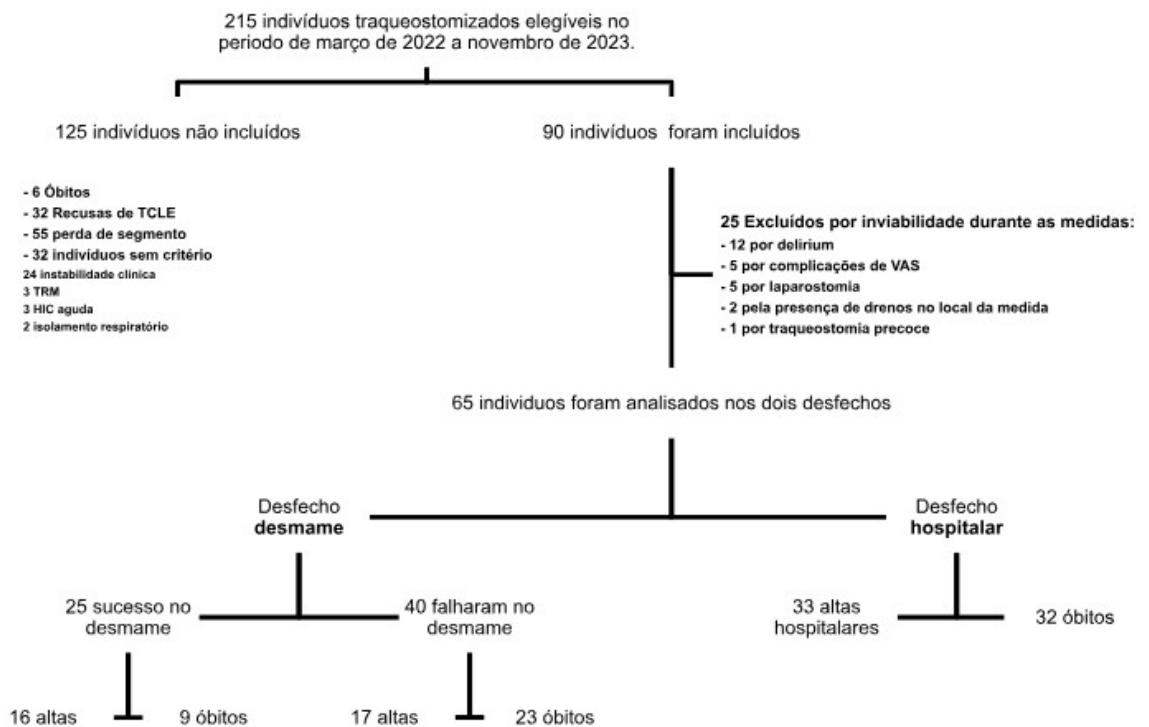 215 indivíduos traqueostomizados elegíveis no
periodo de março de 2022 a novembro de 2023.
125 indivíduos não incluídos
90 indivíduos foram incluídos
- 6 Óbitos
- 32 Recusas de TCLE
- 55 perda de segmento
- 32 indivíduos sem critério
24 instabilidade clínica
3 TRM
3 HIC aguda
2 isolamento respiratório
25 Excluídos por inviabilidade durante as medidas:
- 12 por delirium
- 5 por complicações de VAS
- 5 por laparostomia
- 2 pela presença de drenos no local da medida
- 1 por traqueostomia precoce
65 individuos foram analisados nos dois desfechos
Desfecho
desmame
Desfecho
hospitalar
25 sucesso no
desmame
40 falharam no
desmame
33 altas
hospitalares
32 óbitos
16 altas
9 óbitos
17 altas
23 óbitos